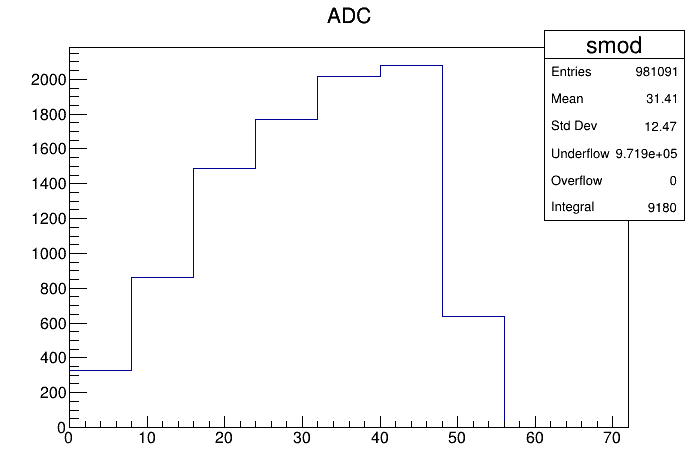 ADC
smod
Entries 981091
Mean 31.41
Std Dev 12.47
Underflow 9.719e+05
Overflow 0
Integral 9180
2000
1800
1600
1400
1200
1000
800
600
400
200
0
0 10 20 30 40 50 60 70